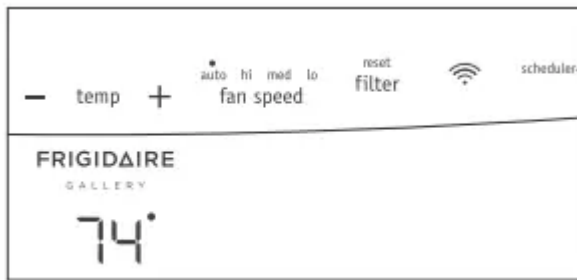 auto hi med lo
reset
scheduler
− temp +
fan speed
filter
FRIGIDAIRE
GALLERY
74°